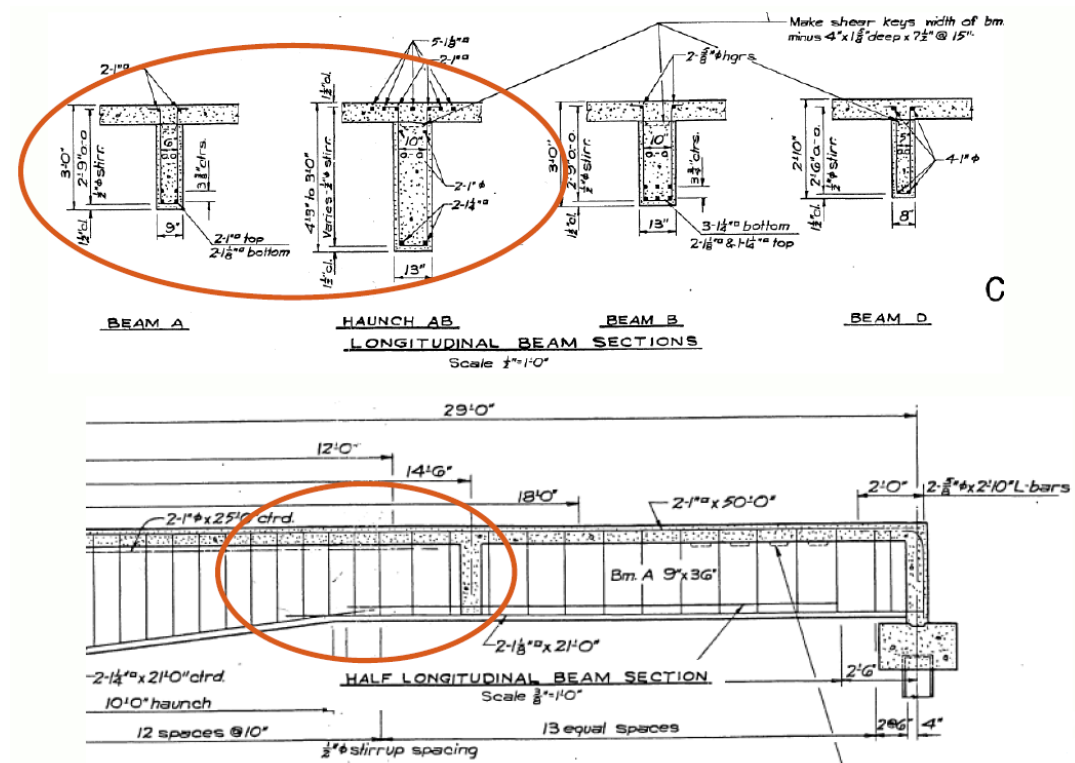 Make shear keys width of bm.
minus 4"x1⅝"deep x 7½" @ 15".
5-1⅛"▫
2-1"▫
2-1"▫
2-⅝"ϕ hgrs
1½"cl.
3'-0"
2'-9" o-o.
½"ϕ stirr.
6"
3⅜" ctrs.
1½"cl.
9"
2-1"▫ top
2-1⅛"▫ bottom
BEAM A
4'-9" to 3'-0"
Varies ½"ϕ stirr.
10"
2-1"ϕ
2-1¼"▫
1½"cl.
13"
HAUNCH AB
3'-0"
2'-9" o-o.
½"ϕ stirr.
10"
3¾" ctrs.
1½"cl.
13"
3-1¼"▫ bottom
2-1⅛"▫ & 1-1¼"▫ top
BEAM B
2'-10"
2'-6" o-o.
½"ϕ stirr.
5"
4-1"ϕ
1½"cl.
8"
BEAM D
C
LONGITUDINAL BEAM SECTIONS
Scale ½"=1'-0"
29'-0"
12'-0"
14'-6"
18'-0"
2'-0"
2-⅝"ϕ x 2'-10" L-bars
2-1"ϕ x 25'-0 ctrd.
2-1"▫ x 50'-0"
Bm. A 9"x36"
2-1⅛"▫ x 21'-0"
2-1¼"▫ x 21'-0" ctrd.
HALF LONGITUDINAL BEAM SECTION
Scale ⅜"=1'-0"
2'-6"
10'-0" haunch
12 spaces @ 10"
13 equal spaces
2@6"
4"
½"ϕ stirrup spacing